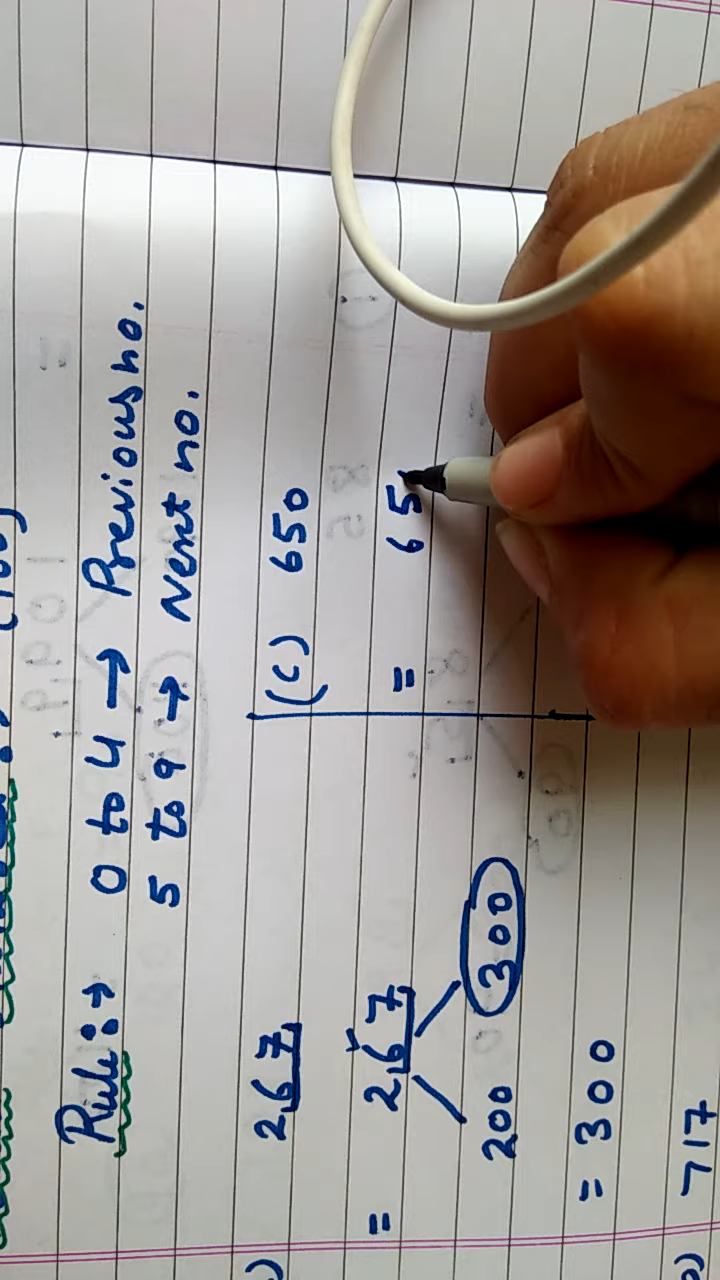 Rule:→ 0 to 4 → Previous no.
5 to 9 → Next no.
267
= 267
200 300
= 300
717
(c) 650
= 65